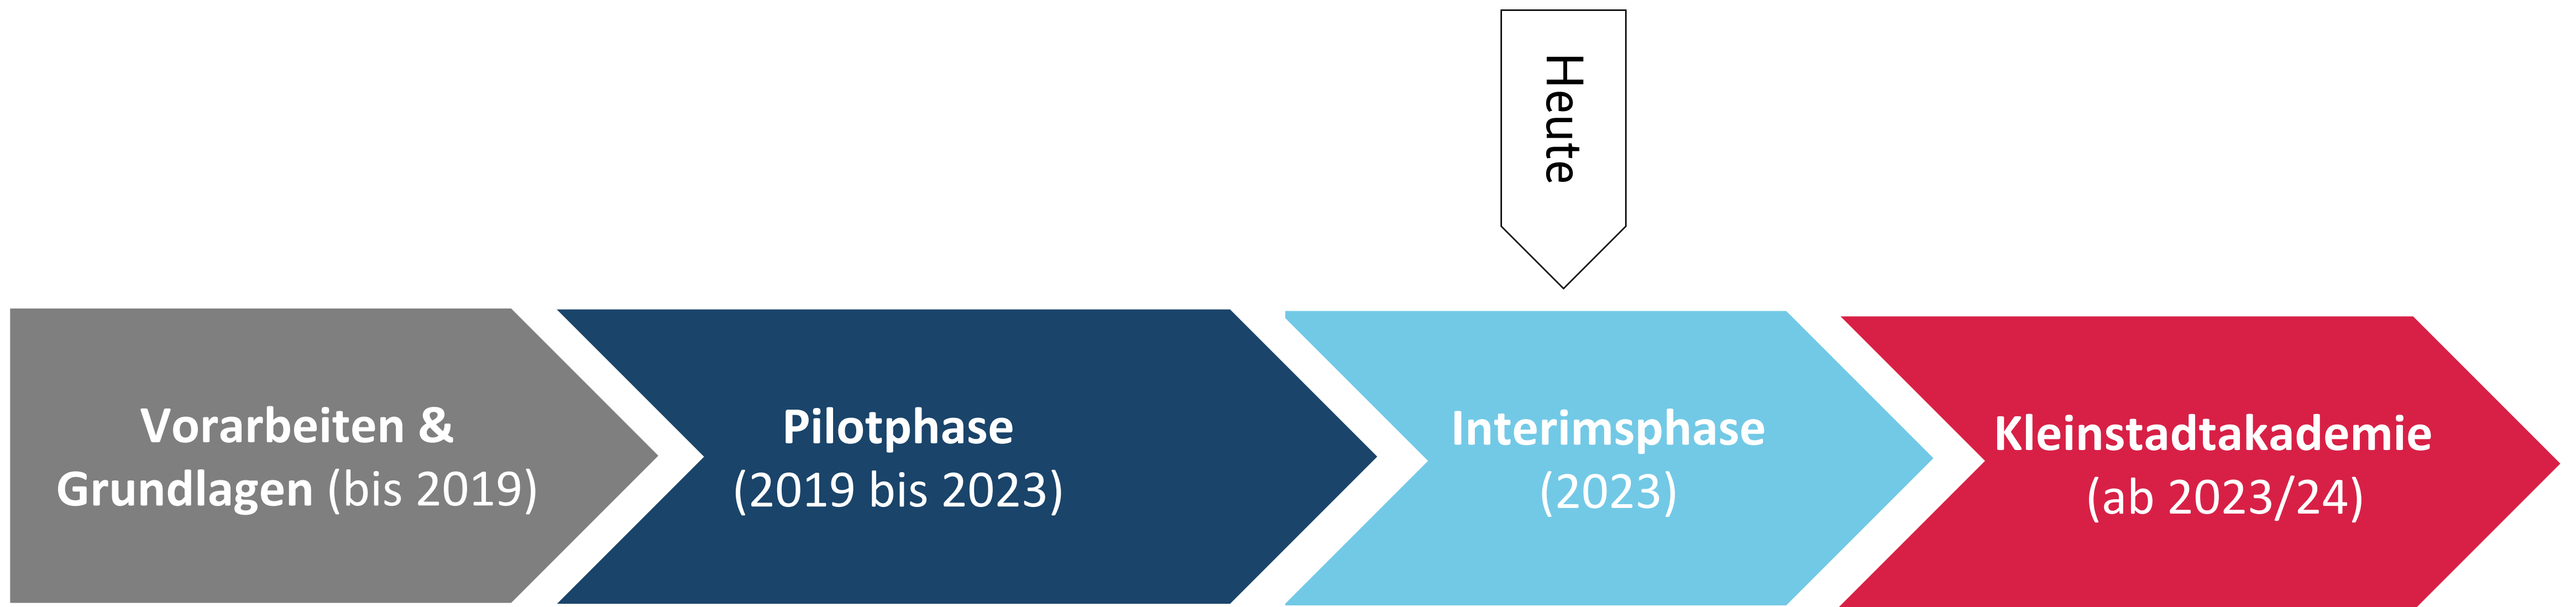 Heute
Vorarbeiten &
Grundlagen (bis 2019)
Pilotphase
(2019 bis 2023)
Interimsphase
(2023)
Kleinstadtakademie
(ab 2023/24)